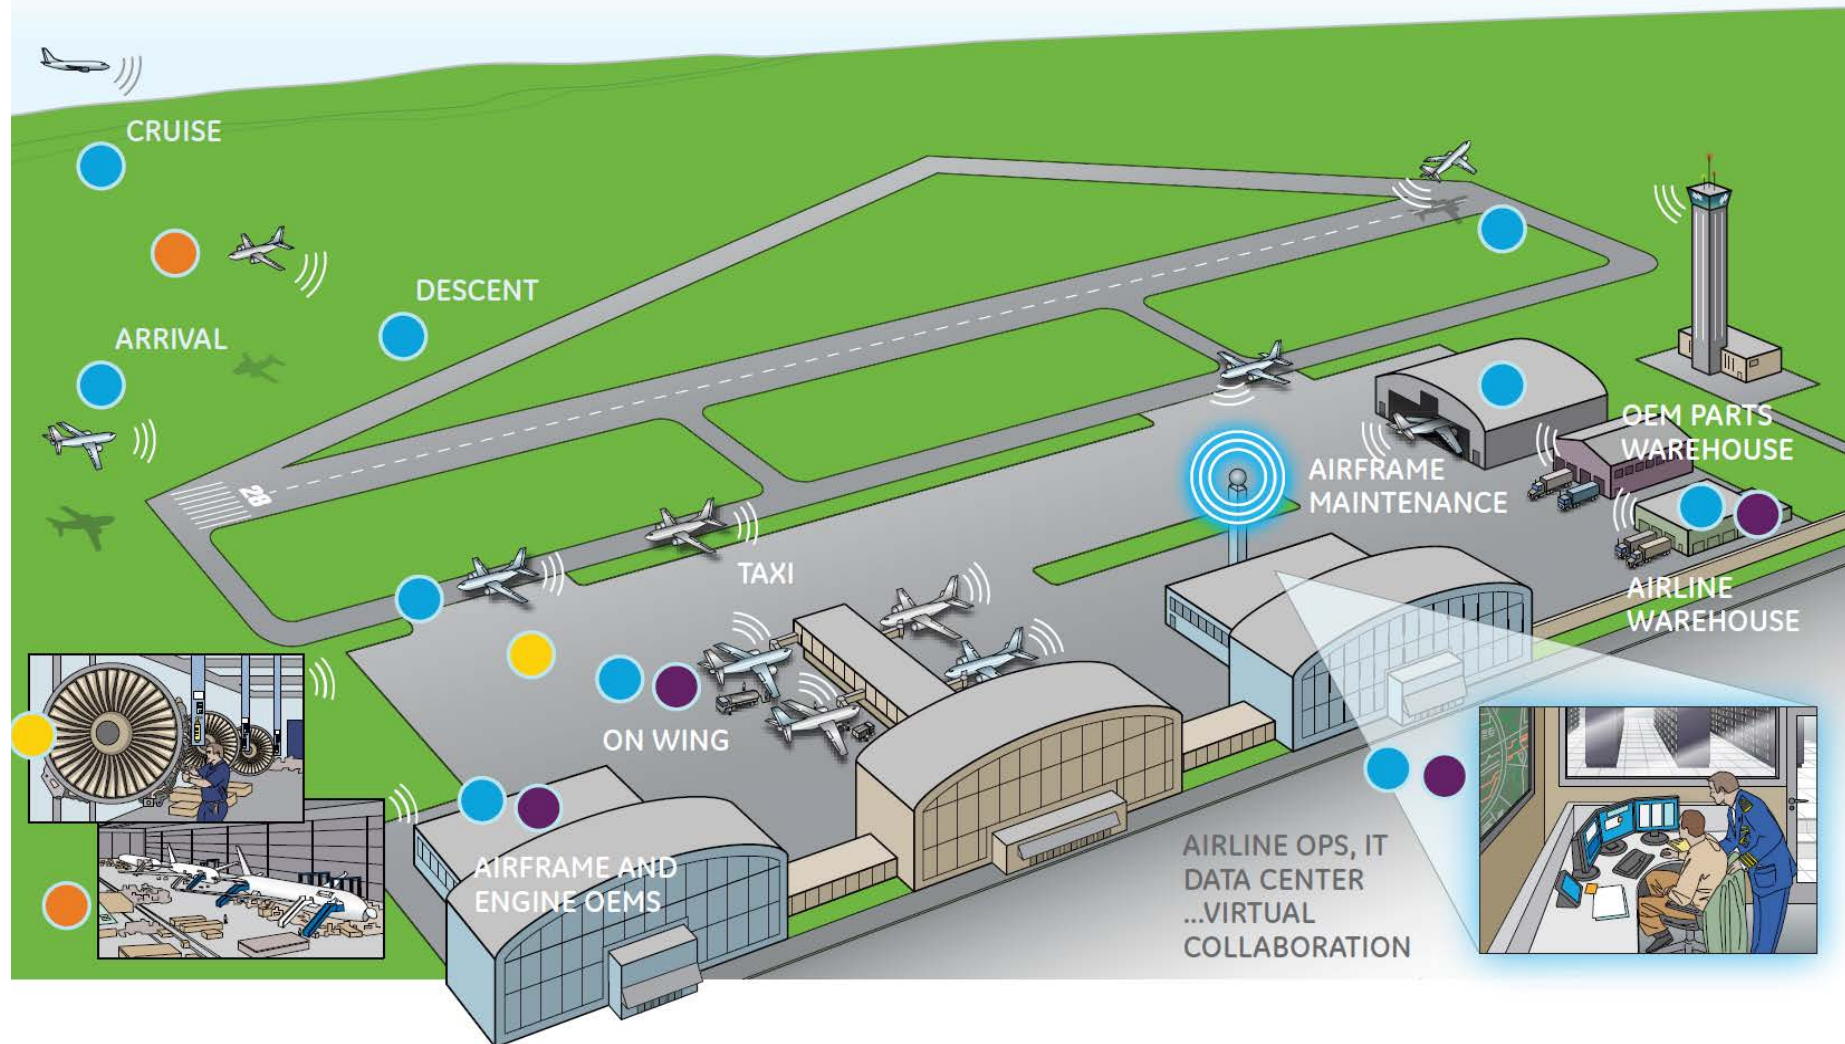 CRUISE
DESCENT
ARRIVAL
28
OEM PARTS
WAREHOUSE
AIRFRAME
MAINTENANCE
TAXI
AIRLINE
WAREHOUSE
ON WING
AIRFRAME AND
ENGINE OEMS
AIRLINE OPS, IT
DATA CENTER
...VIRTUAL
COLLABORATION